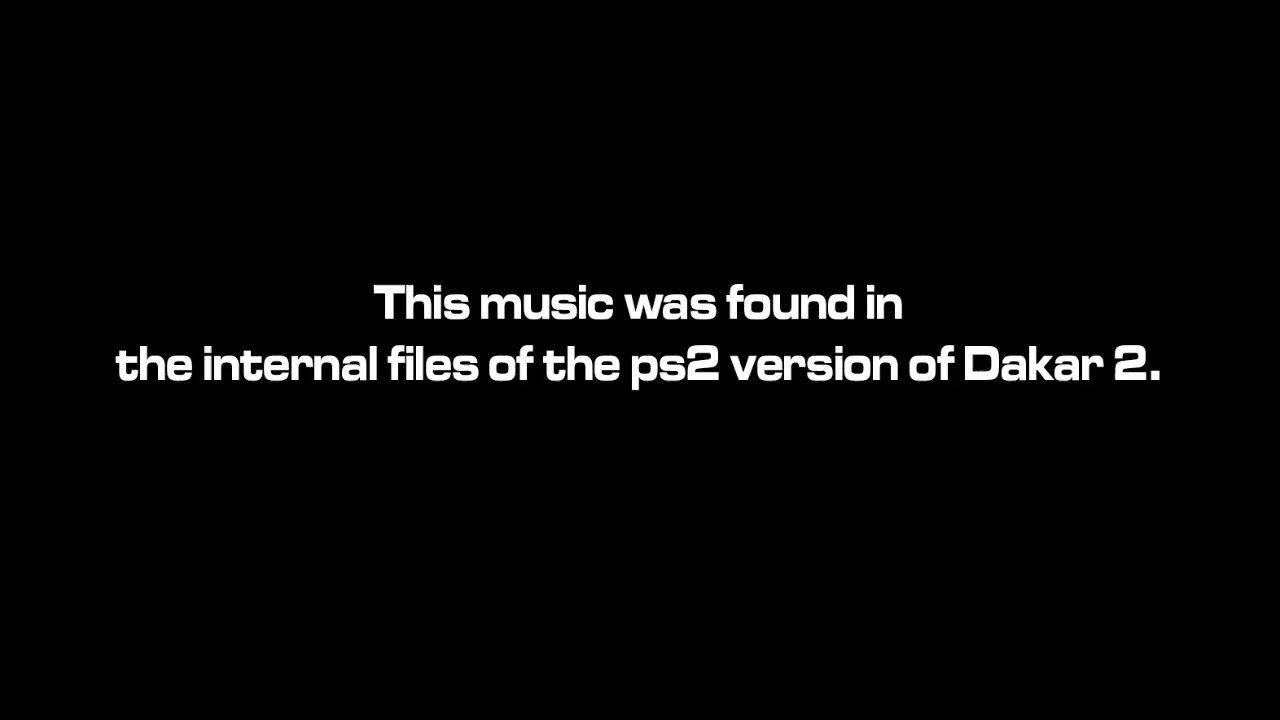 This music was found in
the internal files of the ps2 version of Dakar 2.